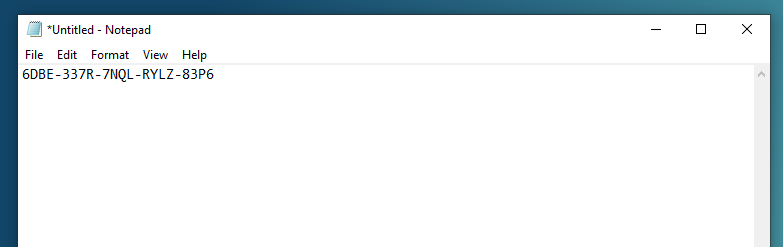 *Untitled - Notepad
File Edit Format View Help
6DBE-337R-7NQL-RYLZ-83P6